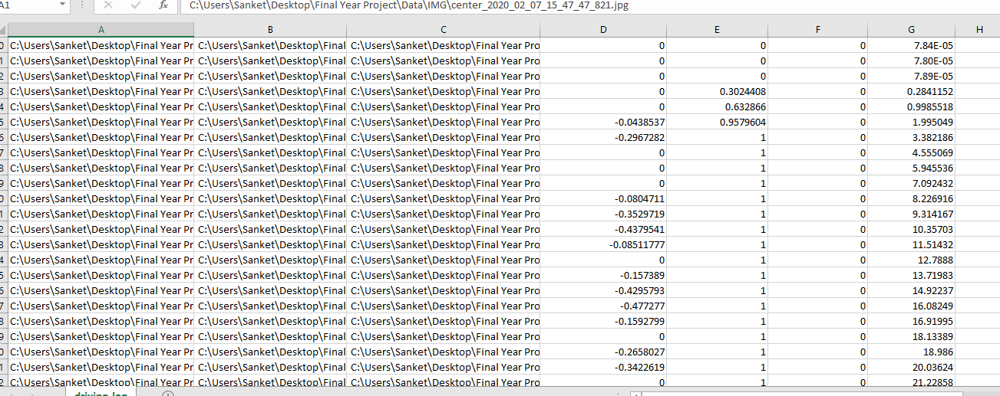 A1 fx C:\Users\Sanket\Desktop\Final Year Project\Data\IMG\center_2020_02_07_15_47_47_821.jpg
A B C D E F G H
0 C:\Users\Sanket\Desktop\Final Year Pr C:\Users\Sanket\Desktop\Final C:\Users\Sanket\Desktop\Final Year Pro 0 0 0 7.84E-05
1 C:\Users\Sanket\Desktop\Final Year Pr C:\Users\Sanket\Desktop\Final C:\Users\Sanket\Desktop\Final Year Pro 0 0 0 7.80E-05
2 C:\Users\Sanket\Desktop\Final Year Pr C:\Users\Sanket\Desktop\Final C:\Users\Sanket\Desktop\Final Year Pro 0 0 0 7.89E-05
3 C:\Users\Sanket\Desktop\Final Year Pr C:\Users\Sanket\Desktop\Final C:\Users\Sanket\Desktop\Final Year Pro 0 0.3024408 0 0.2841152
4 C:\Users\Sanket\Desktop\Final Year Pr C:\Users\Sanket\Desktop\Final C:\Users\Sanket\Desktop\Final Year Pro 0 0.632866 0 0.9985518
5 C:\Users\Sanket\Desktop\Final Year Pr C:\Users\Sanket\Desktop\Final C:\Users\Sanket\Desktop\Final Year Pro -0.0438537 0.9579604 0 1.995049
6 C:\Users\Sanket\Desktop\Final Year Pr C:\Users\Sanket\Desktop\Final C:\Users\Sanket\Desktop\Final Year Pro -0.2967282 1 0 3.382186
7 C:\Users\Sanket\Desktop\Final Year Pr C:\Users\Sanket\Desktop\Final C:\Users\Sanket\Desktop\Final Year Pro 0 1 0 4.555069
8 C:\Users\Sanket\Desktop\Final Year Pr C:\Users\Sanket\Desktop\Final C:\Users\Sanket\Desktop\Final Year Pro 0 1 0 5.945536
9 C:\Users\Sanket\Desktop\Final Year Pr C:\Users\Sanket\Desktop\Final C:\Users\Sanket\Desktop\Final Year Pro 0 1 0 7.092432
0 C:\Users\Sanket\Desktop\Final Year Pr C:\Users\Sanket\Desktop\Final C:\Users\Sanket\Desktop\Final Year Pro -0.0804711 1 0 8.226916
1 C:\Users\Sanket\Desktop\Final Year Pr C:\Users\Sanket\Desktop\Final C:\Users\Sanket\Desktop\Final Year Pro -0.3529719 1 0 9.314167
2 C:\Users\Sanket\Desktop\Final Year Pr C:\Users\Sanket\Desktop\Final C:\Users\Sanket\Desktop\Final Year Pro -0.4379541 1 0 10.35703
3 C:\Users\Sanket\Desktop\Final Year Pr C:\Users\Sanket\Desktop\Final C:\Users\Sanket\Desktop\Final Year Pro -0.08511777 1 0 11.51432
4 C:\Users\Sanket\Desktop\Final Year Pr C:\Users\Sanket\Desktop\Final C:\Users\Sanket\Desktop\Final Year Pro 0 1 0 12.7888
5 C:\Users\Sanket\Desktop\Final Year Pr C:\Users\Sanket\Desktop\Final C:\Users\Sanket\Desktop\Final Year Pro -0.157389 1 0 13.71983
6 C:\Users\Sanket\Desktop\Final Year Pr C:\Users\Sanket\Desktop\Final C:\Users\Sanket\Desktop\Final Year Pro -0.4295793 1 0 14.92237
7 C:\Users\Sanket\Desktop\Final Year Pr C:\Users\Sanket\Desktop\Final C:\Users\Sanket\Desktop\Final Year Pro -0.477277 1 0 16.08249
8 C:\Users\Sanket\Desktop\Final Year Pr C:\Users\Sanket\Desktop\Final C:\Users\Sanket\Desktop\Final Year Pro -0.1592799 1 0 16.91995
9 C:\Users\Sanket\Desktop\Final Year Pr C:\Users\Sanket\Desktop\Final C:\Users\Sanket\Desktop\Final Year Pro 0 1 0 18.13389
0 C:\Users\Sanket\Desktop\Final Year Pr C:\Users\Sanket\Desktop\Final C:\Users\Sanket\Desktop\Final Year Pro -0.2658027 1 0 18.986
1 C:\Users\Sanket\Desktop\Final Year Pr C:\Users\Sanket\Desktop\Final C:\Users\Sanket\Desktop\Final Year Pro -0.3422619 1 0 20.03624
2 C:\Users\Sanket\Desktop\Final Year Pr C:\Users\Sanket\Desktop\Final C:\Users\Sanket\Desktop\Final Year Pro 0 1 0 21.22858
driving_log